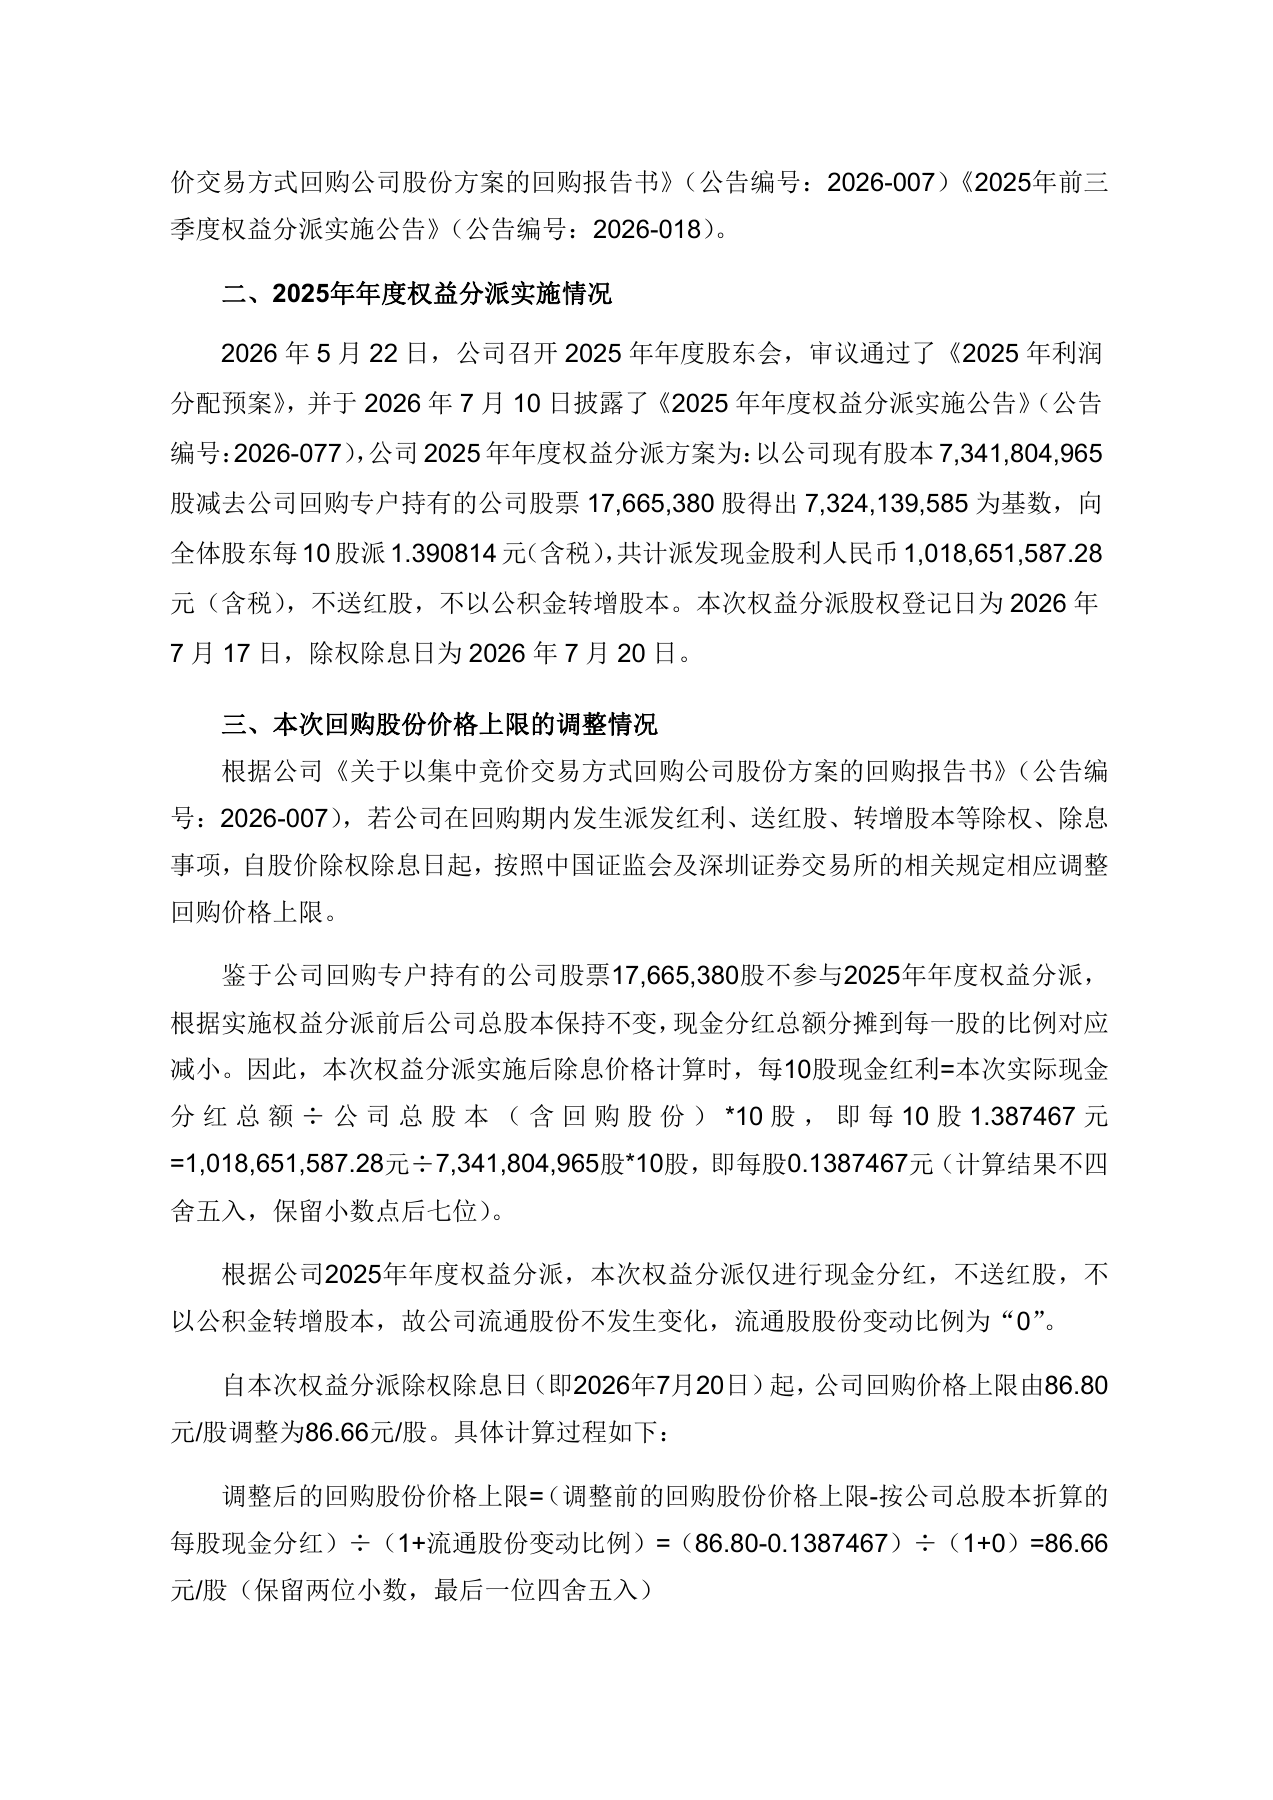 价交易方式回购公司股份方案的回购报告书》（公告编号：2026-007）《2025年前三
季度权益分派实施公告》（公告编号：2026-018）。
二、2025年年度权益分派实施情况
2026 年 5 月 22 日，公司召开 2025 年年度股东会，审议通过了《2025 年利润
分配预案》，并于 2026 年 7 月 10 日披露了《2025 年年度权益分派实施公告》（公告
编号：2026-077），公司 2025 年年度权益分派方案为：以公司现有股本 7,341,804,965
股减去公司回购专户持有的公司股票 17,665,380 股得出 7,324,139,585 为基数，向
全体股东每 10 股派 1.390814 元（含税），共计派发现金股利人民币 1,018,651,587.28
元（含税），不送红股，不以公积金转增股本。本次权益分派股权登记日为 2026 年
7 月 17 日，除权除息日为 2026 年 7 月 20 日。
三、本次回购股份价格上限的调整情况
根据公司《关于以集中竞价交易方式回购公司股份方案的回购报告书》（公告编
号：2026-007），若公司在回购期内发生派发红利、送红股、转增股本等除权、除息
事项，自股价除权除息日起，按照中国证监会及深圳证券交易所的相关规定相应调整
回购价格上限。
鉴于公司回购专户持有的公司股票17,665,380股不参与2025年年度权益分派，
根据实施权益分派前后公司总股本保持不变，现金分红总额分摊到每一股的比例对应
减小。因此，本次权益分派实施后除息价格计算时，每10股现金红利=本次实际现金
分红总额÷公司总股本（含回购股份）*10股，即每10股1.387467元
=1,018,651,587.28元÷7,341,804,965股*10股，即每股0.1387467元（计算结果不四
舍五入，保留小数点后七位）。
根据公司2025年年度权益分派，本次权益分派仅进行现金分红，不送红股，不
以公积金转增股本，故公司流通股份不发生变化，流通股股份变动比例为“0”。
自本次权益分派除权除息日（即2026年7月20日）起，公司回购价格上限由86.80
元/股调整为86.66元/股。具体计算过程如下：
调整后的回购股份价格上限=（调整前的回购股份价格上限-按公司总股本折算的
每股现金分红）÷（1+流通股份变动比例）=（86.80-0.1387467）÷（1+0）=86.66
元/股（保留两位小数，最后一位四舍五入）